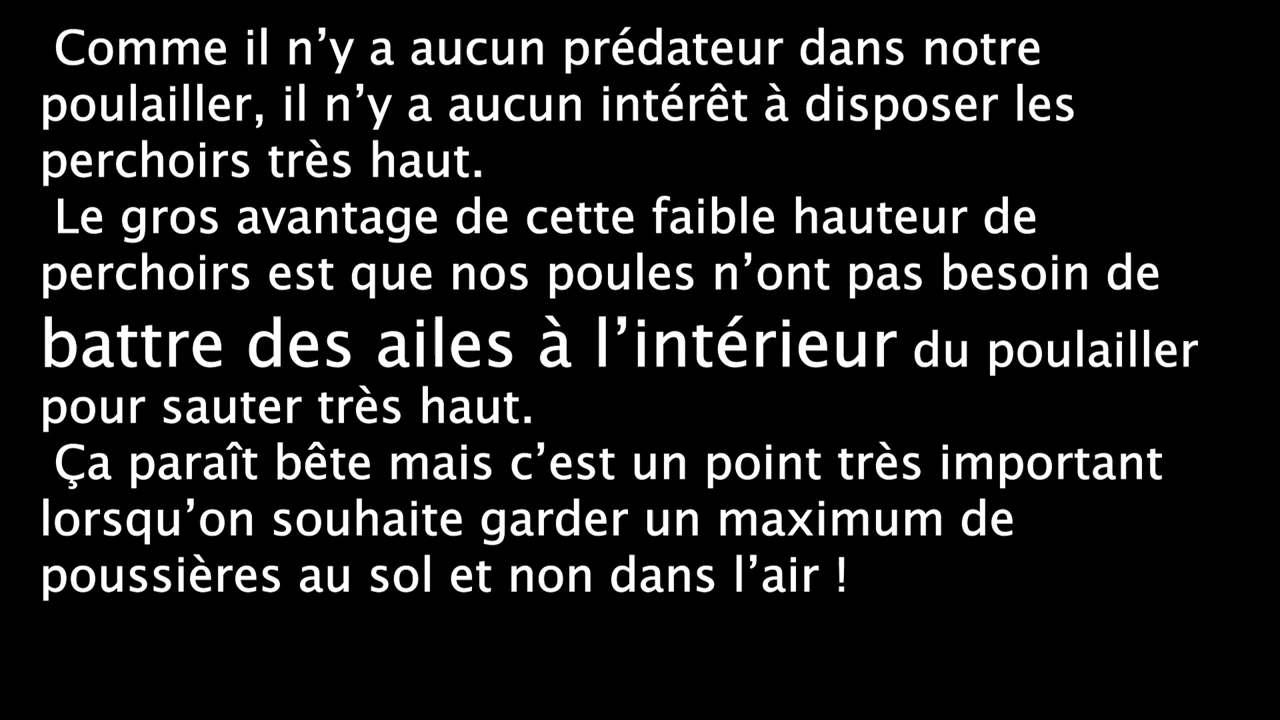 Comme il n’y a aucun prédateur dans notre
poulailler, il n’y a aucun intérêt à disposer les
perchoirs très haut.
Le gros avantage de cette faible hauteur de
perchoirs est que nos poules n’ont pas besoin de
battre des ailes à l’intérieur du poulailler
pour sauter très haut.
Ça paraît bête mais c’est un point très important
lorsqu’on souhaite garder un maximum de
poussières au sol et non dans l’air !